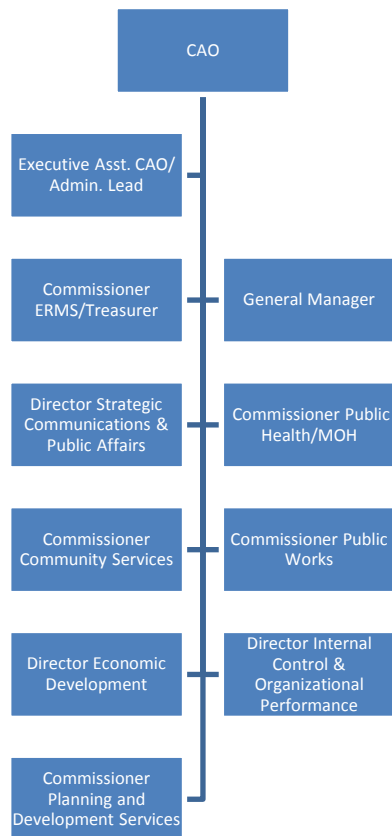 CAO
Executive Asst. CAO/
Admin. Lead
Commissioner
ERMS/Treasurer
General Manager
Director Strategic
Communications &
Public Affairs
Commissioner Public
Health/MOH
Commissioner
Community Services
Commissioner Public
Works
Director Economic
Development
Director Internal
Control &
Organizational
Performance
Commissioner
Planning and
Development Services